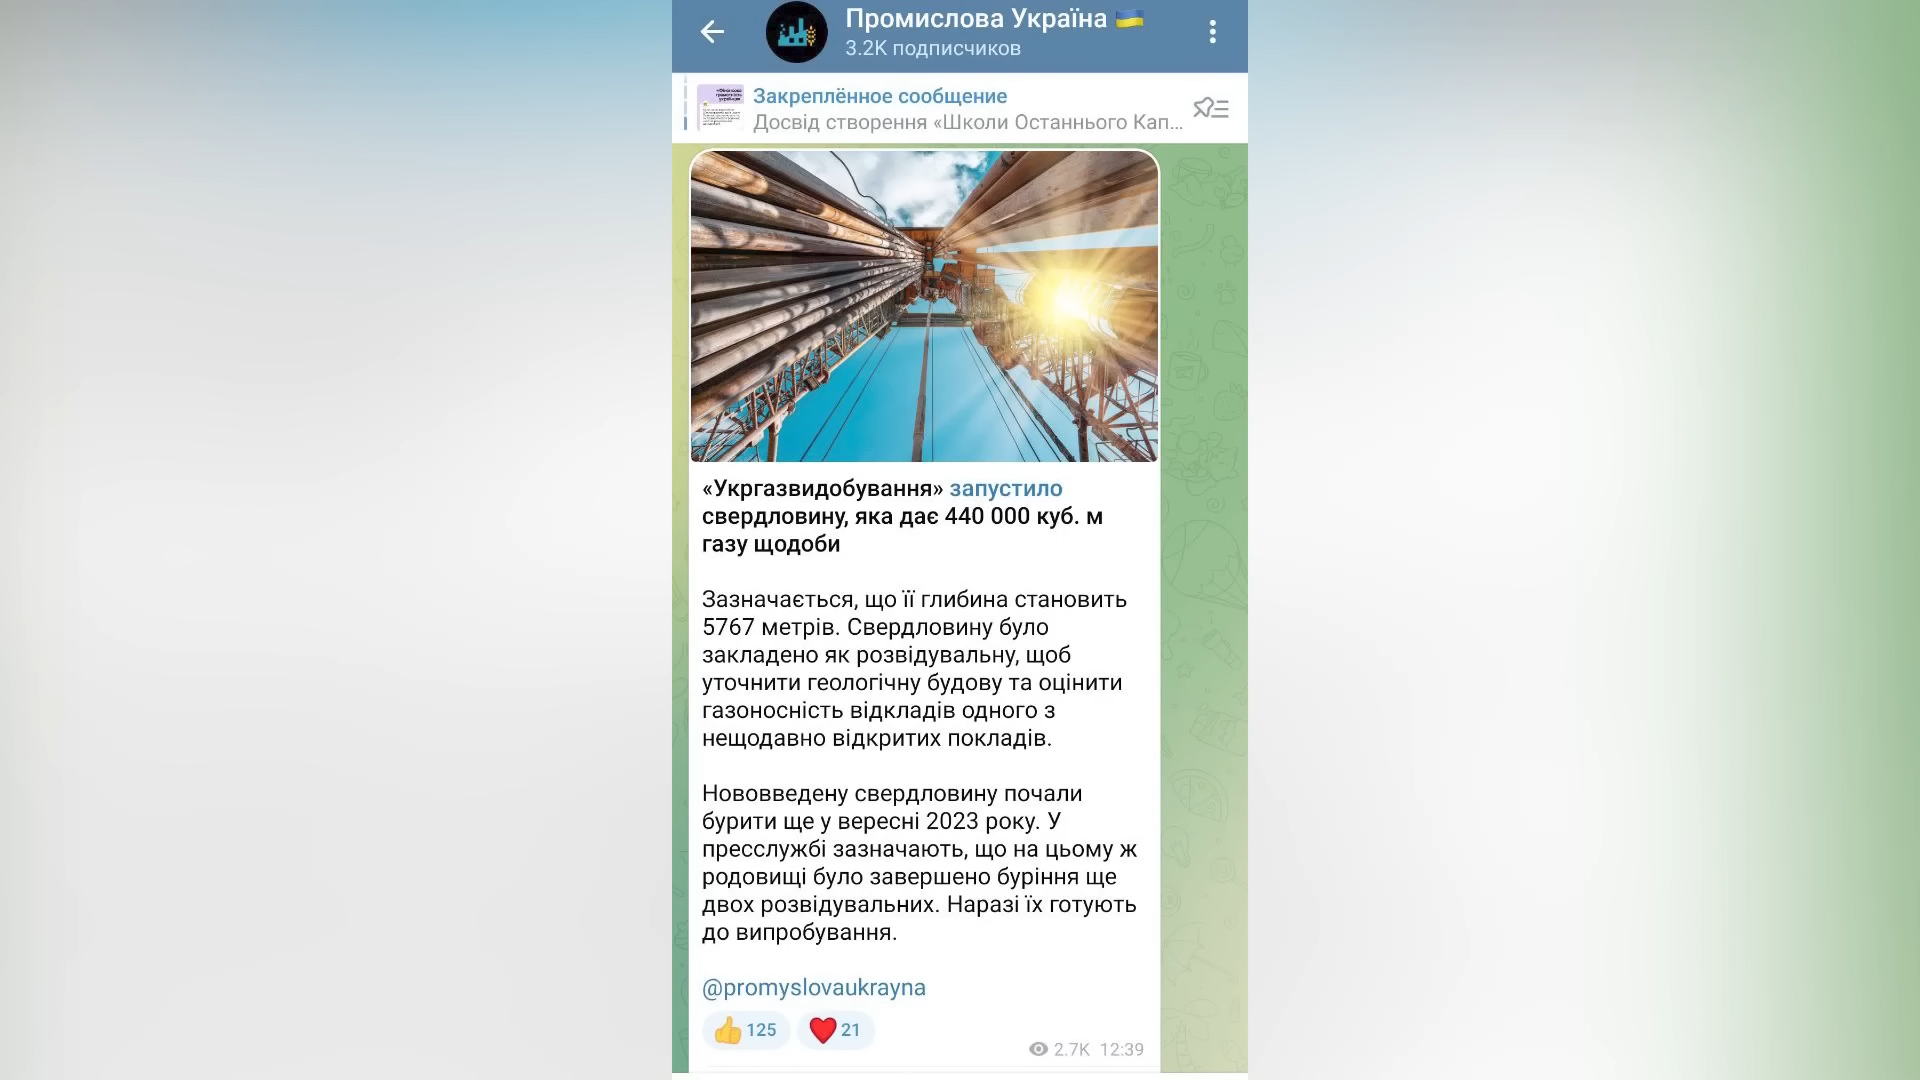 Промислова Україна
3.2K подписчиков
Закреплённое сообщение
Досвід створення «Школи Останнього Кап...
«Укргазвидобування» запустило
свердловину, яка дає 440 000 куб. м
газу щодоби
Зазначається, що її глибина становить
5767 метрів. Свердловину було
закладено як розвідувальну, щоб
уточнити геологічну будову та оцінити
газоносність відкладів одного з
нещодавно відкритих покладів.
Нововведену свердловину почали
бурити ще у вересні 2023 року. У
пресслужбі зазначають, що на цьому ж
родовищі було завершено буріння ще
двох розвідувальних. Наразі їх готують
до випробування.
@promyslovaukrayna
125 21
2.7K 12:39